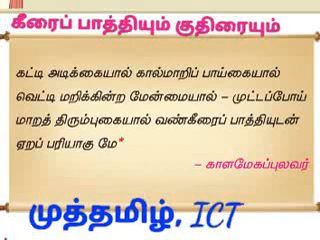 கீரைப் பாத்தியும் குதிரையும்
கட்டி அடிக்கையால் கால்மாறிப் பாய்கையால்
வெட்டி மறிக்கின்ற மேன்மையால் – முட்டப்போய்
மாறத் திரும்புகையால் வண்கீரைப் பாத்தியுடன்
ஏறப் பரியாகு மே*
– காளமேகப்புலவர்
முத்தமிழ், ICT